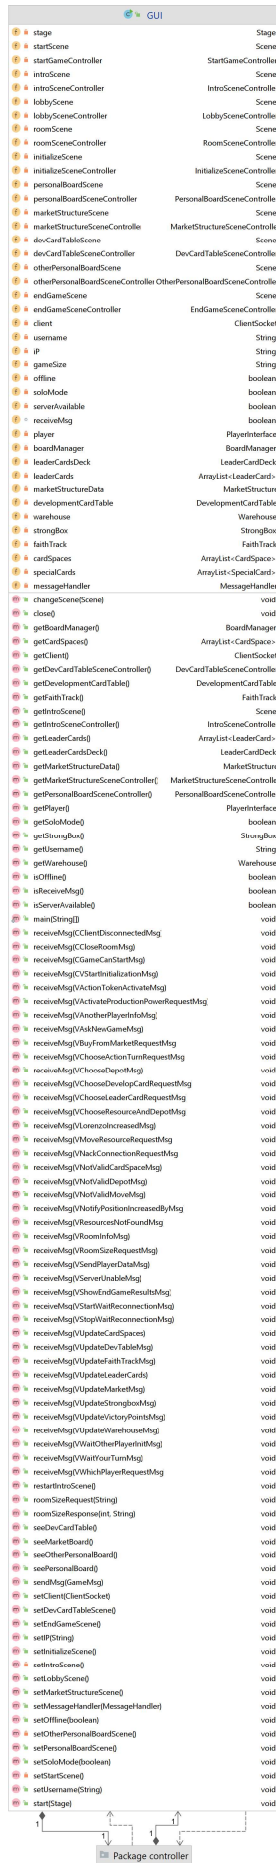 GUI
stage Stage
startScene Scene
startGameController StartGameController
introScene Scene
introSceneController IntroSceneController
lobbyScene Scene
lobbySceneController LobbySceneController
roomScene Scene
roomSceneController RoomSceneController
initializeScene Scene
initializeSceneController InitializeSceneController
personalBoardScene Scene
personalBoardSceneController PersonalBoardSceneController
marketStructureScene Scene
marketStructureSceneController MarketStructureSceneController
devCardTableScene Scene
devCardTableSceneController DevCardTableSceneController
otherPersonalBoardScene Scene
otherPersonalBoardSceneController OtherPersonalBoardSceneController
endGameScene Scene
endGameSceneController EndGameSceneController
client ClientSocket
username String
iP String
gameSize String
offline boolean
soloMode boolean
serverAvailable boolean
receiveMsg boolean
player PlayerInterface
boardManager BoardManager
leaderCardsDeck LeaderCardDeck
leaderCards ArrayList<LeaderCard>
marketStructureData MarketStructure
developmentCardTable DevelopmentCardTable
warehouse Warehouse
strongBox StrongBox
faithTrack FaithTrack
cardSpaces ArrayList<CardSpace>
specialCards ArrayList<SpecialCard>
messageHandler MessageHandler
changeScene(Scene) void
close() void
getBoardManager() BoardManager
getCardSpaces() ArrayList<CardSpace>
getClient() ClientSocket
getDevCardTableSceneController() DevCardTableSceneController
getDevelopmentCardTable() DevelopmentCardTable
getFaithTrack() FaithTrack
getIntroScene() Scene
getIntroSceneController() IntroSceneController
getLeaderCards() ArrayList<LeaderCard>
getLeaderCardsDeck() LeaderCardDeck
getMarketStructureData() MarketStructure
getMarketStructureSceneController() MarketStructureSceneController
getPersonalBoardSceneController() PersonalBoardSceneController
getPlayer() PlayerInterface
getSoloMode() boolean
getStrongBox() StrongBox
getUsername() String
getWarehouse() Warehouse
isOffline() boolean
isReceiveMsg() boolean
isServerAvailable() boolean
main(String[]) void
receiveMsg(CClientDisconnectedMsg) void
receiveMsg(CCloseRoomMsg) void
receiveMsg(CGameCanStartMsg) void
receiveMsg(CVStartInitializationMsg) void
receiveMsg(VActionTokenActivateMsg) void
receiveMsg(VActivateProductionPowerRequestMsg) void
receiveMsg(VAnotherPlayerInfoMsg) void
receiveMsg(VAskNewGameMsg) void
receiveMsg(VBuyFromMarketRequestMsg) void
receiveMsg(VChooseActionTurnRequestMsg) void
receiveMsg(VChooseDepotMsg) void
receiveMsg(VChooseDevelopCardRequestMsg) void
receiveMsg(VChooseLeaderCardRequestMsg) void
receiveMsg(VChooseResourceAndDepotMsg) void
receiveMsg(VLorenzoIncreasedMsg) void
receiveMsg(VMoveResourceRequestMsg) void
receiveMsg(VNackConnectionRequestMsg) void
receiveMsg(VNotValidCardSpaceMsg) void
receiveMsg(VNotValidDepotMsg) void
receiveMsg(VNotValidMoveMsg) void
receiveMsg(VNotifyPositionIncreasedByMsg) void
receiveMsg(VResourcesNotFoundMsg) void
receiveMsg(VRoomInfoMsg) void
receiveMsg(VRoomSizeRequestMsg) void
receiveMsg(VSendPlayerDataMsg) void
receiveMsg(VServerUnableMsg) void
receiveMsg(VShowEndGameResultsMsg) void
receiveMsg(VStartWaitReconnectionMsg) void
receiveMsg(VStopWaitReconnectionMsg) void
receiveMsg(VUpdateCardSpaces) void
receiveMsg(VUpdateDevTableMsg) void
receiveMsg(VUpdateFaithTrackMsg) void
receiveMsg(VUpdateLeaderCards) void
receiveMsg(VUpdateMarketMsg) void
receiveMsg(VUpdateStrongboxMsg) void
receiveMsg(VUpdateVictoryPointsMsg) void
receiveMsg(VUpdateWarehouseMsg) void
receiveMsg(VWaitOtherPlayerInitMsg) void
receiveMsg(VWaitYourTurnMsg) void
receiveMsg(VWhichPlayerRequestMsg) void
restartIntroScene() void
roomSizeRequest(String) void
roomSizeResponse(int, String) void
seeDevCardTable() void
seeMarketBoard() void
seeOtherPersonalBoard() void
seePersonalBoard() void
sendMsg(GameMsg) void
setClient(ClientSocket) void
setDevCardTableScene() void
setEndGameScene() void
setIP(String) void
setInitializeScene() void
setIntroScene() void
setLobbyScene() void
setMarketStructureScene() void
setMessageHandler(MessageHandler) void
setOffline(boolean) void
setOtherPersonalBoardScene() void
setPersonalBoardScene() void
setSoloMode(boolean) void
setStartScene() void
setUsername(String) void
start(Stage) void
1 1 1 1
Package controller